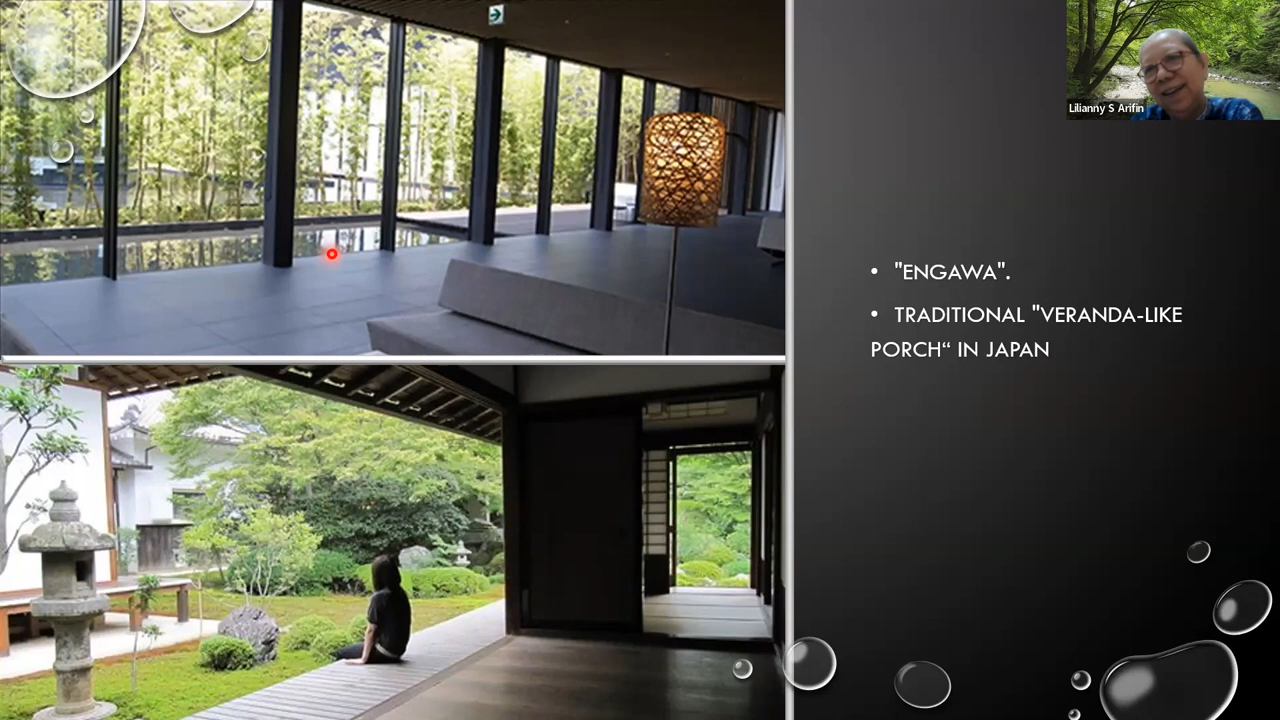 Lilianny S Arifin
• "ENGAWA".
• TRADITIONAL "VERANDA-LIKE
PORCH“ IN JAPAN